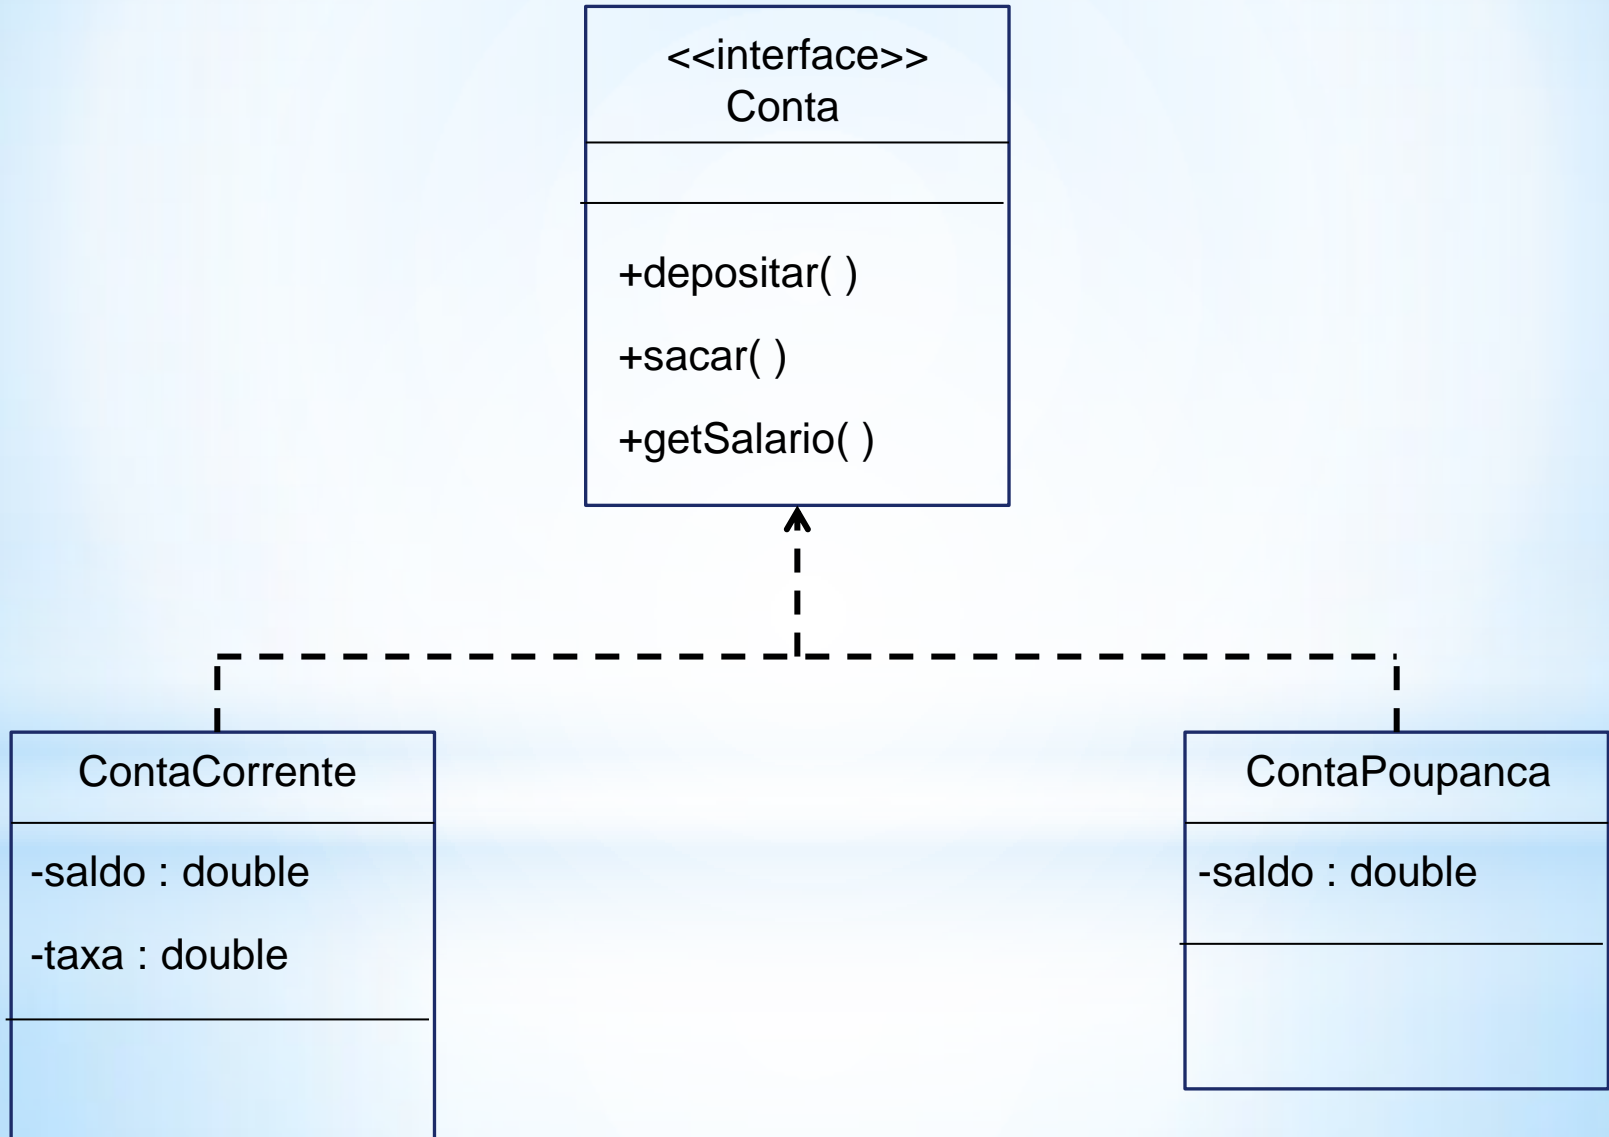 <<interface>>
Conta
+depositar( )
+sacar( )
+getSalario( )
ContaCorrente
-saldo : double
-taxa : double
ContaPoupanca
-saldo : double